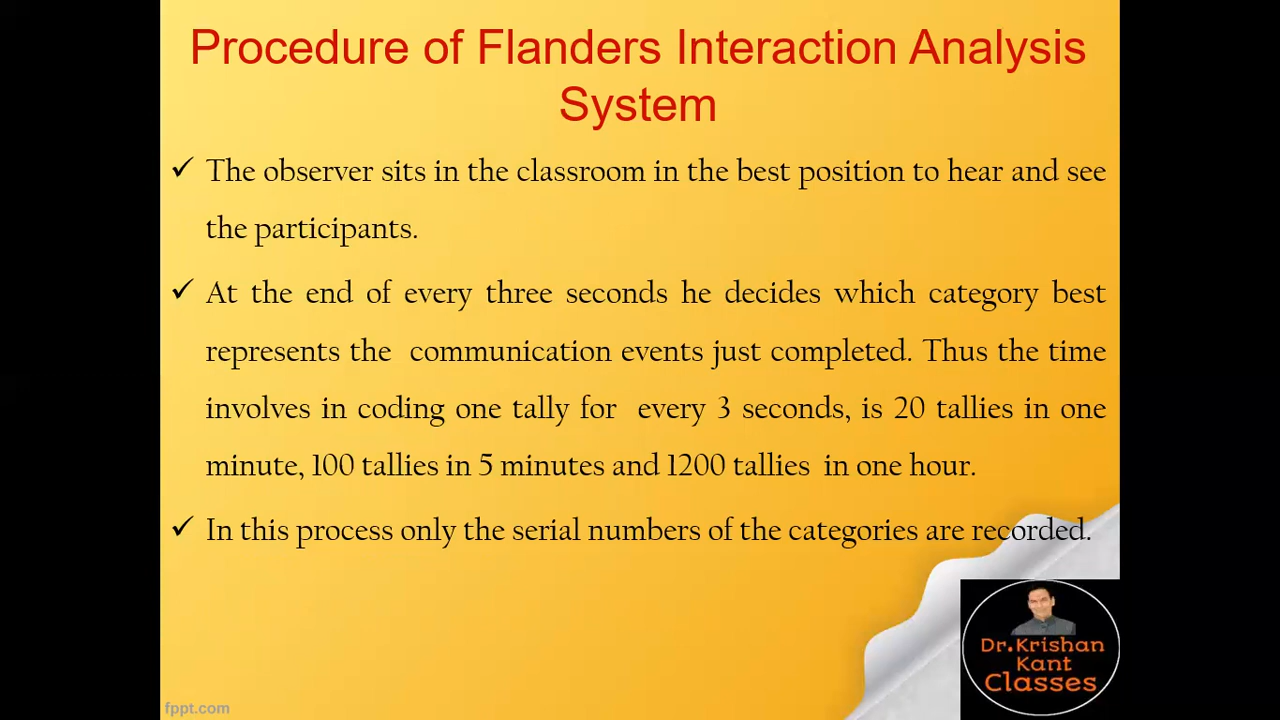 Procedure of Flanders Interaction Analysis
System
✓ The observer sits in the classroom in the best position to hear and see
the participants.
✓ At the end of every three seconds he decides which category best
represents the communication events just completed. Thus the time
involves in coding one tally for every 3 seconds, is 20 tallies in one
minute, 100 tallies in 5 minutes and 1200 tallies in one hour.
✓ In this process only the serial numbers of the categories are recorded.
Dr.Krishan
Kant
Classes
fppt.com